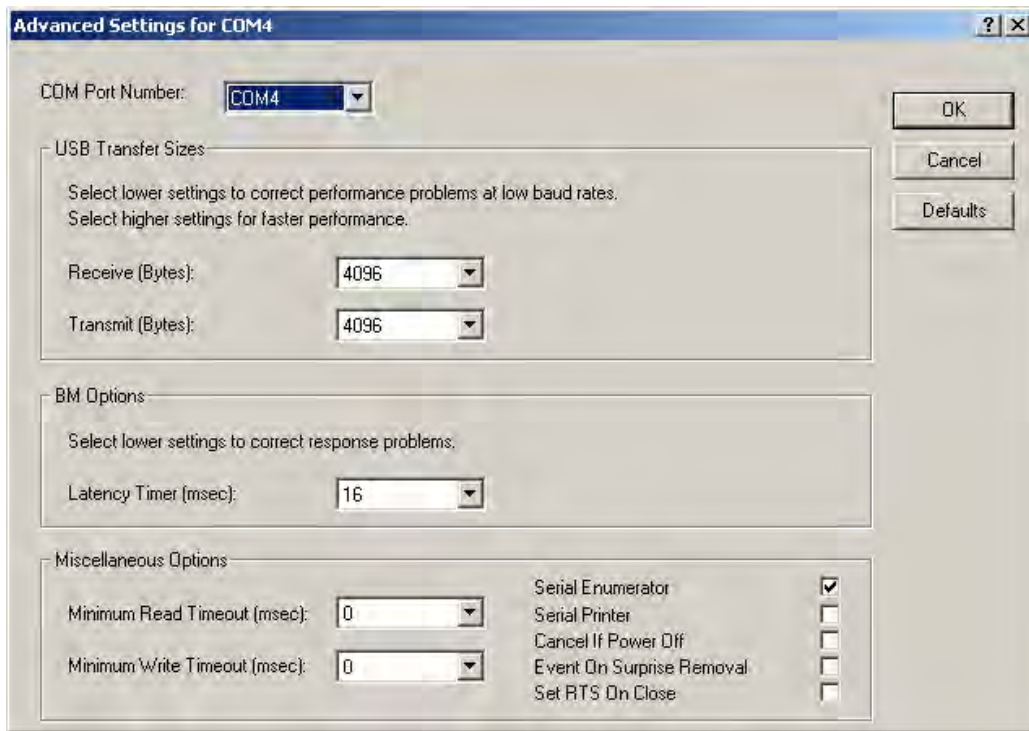 Advanced Settings for COM4
COM Port Number: COM4
OK
Cancel
Defaults
USB Transfer Sizes
Select lower settings to correct performance problems at low baud rates.
Select higher settings for faster performance.
Receive (Bytes): 4096
Transmit (Bytes): 4096
BM Options
Select lower settings to correct response problems.
Latency Timer (msec): 16
Miscellaneous Options
Minimum Read Timeout (msec): 0
Minimum Write Timeout (msec): 0
Serial Enumerator
Serial Printer
Cancel If Power Off
Event On Surprise Removal
Set RTS On Close